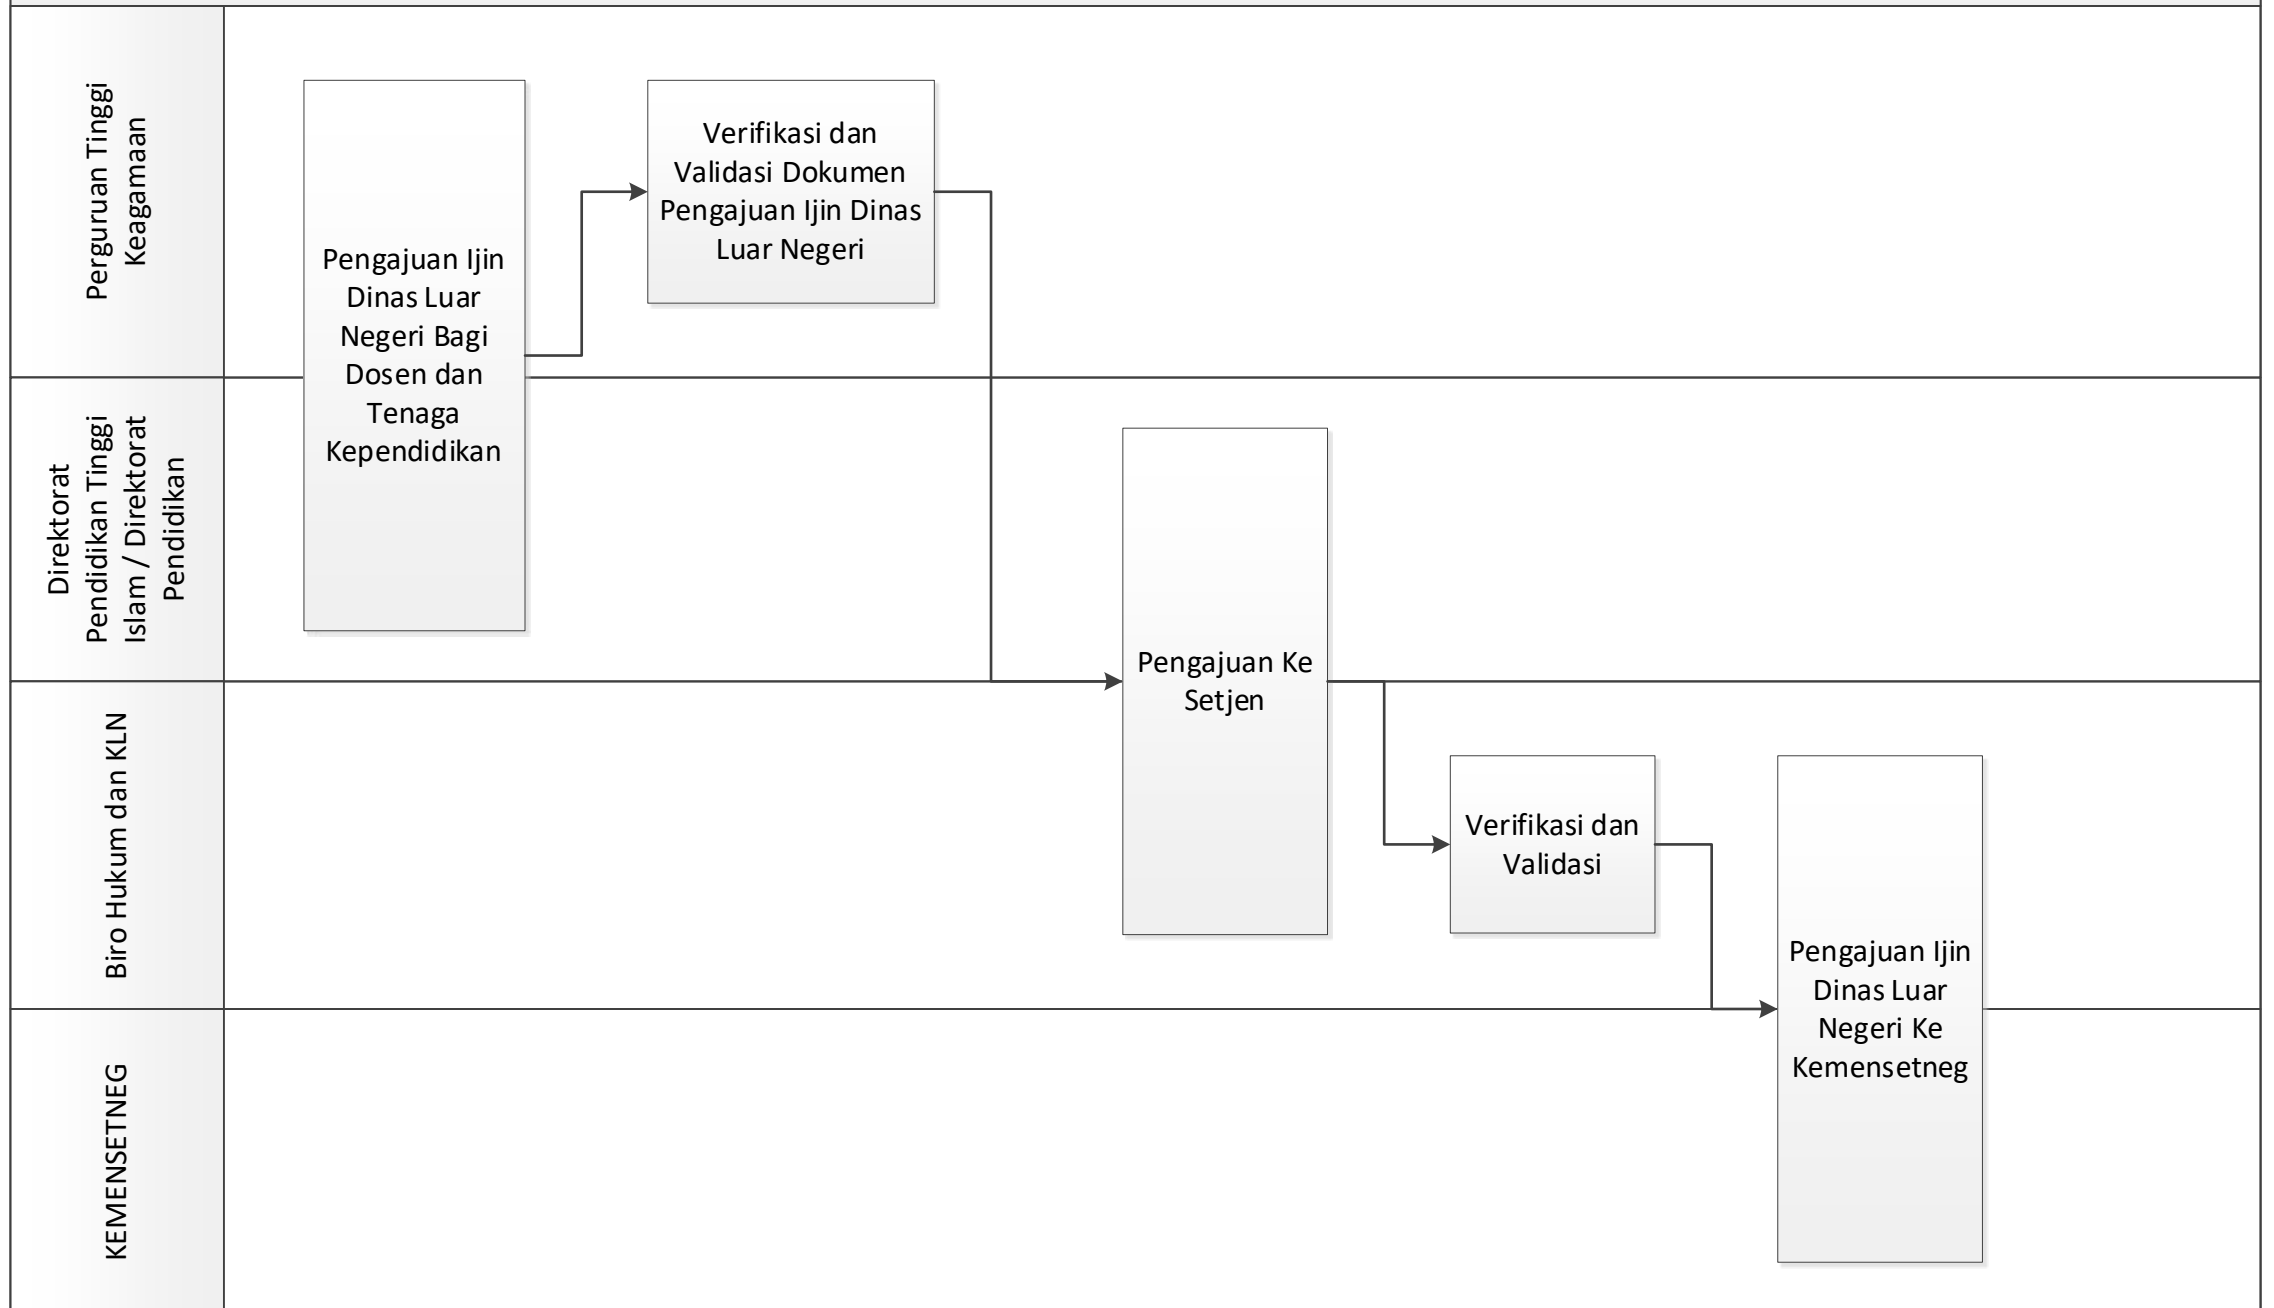 Perguruan Tinggi
Keagamaan
Pengajuan Ijin
Dinas Luar
Negeri Bagi
Dosen dan
Tenaga
Kependidikan
Verifikasi dan
Validasi Dokumen
Pengajuan Ijin Dinas
Luar Negeri
Direktorat
Pendidikan Tinggi
Islam / Direktorat
Pendidikan
Pengajuan Ke
Setjen
Biro Hukum dan KLN
Verifikasi dan
Validasi
Pengajuan Ijin
Dinas Luar
Negeri Ke
Kemensetneg
KEMENSETNEG